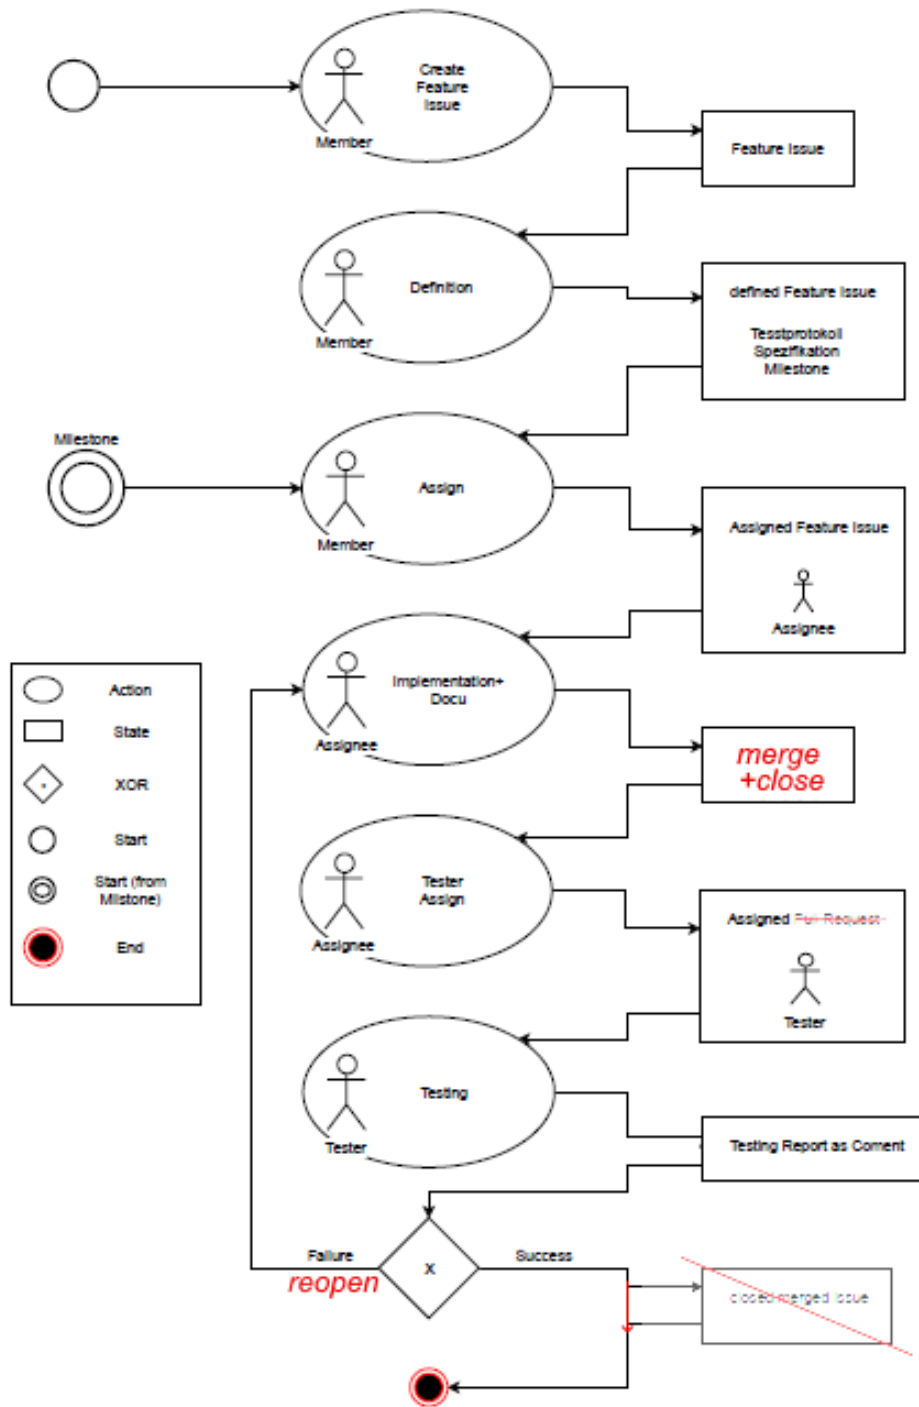 Create
Feature
Issue
Member
Feature Issue
Definition
Member
defined Feature Issue
Tesstprotokoll
Spezifikation
Milestone
Milestone
Assign
Member
Assigned Feature Issue
Assignee
Implementation+
Docu
Assignee
merge
+close
Action
State
XOR
Start
Start (from
Milstone)
End
Tester
Assign
Assignee
Assigned Pull Request
Tester
Testing
Tester
Testing Report as Coment
Failure
reopen
X
Success
closed merged Issue